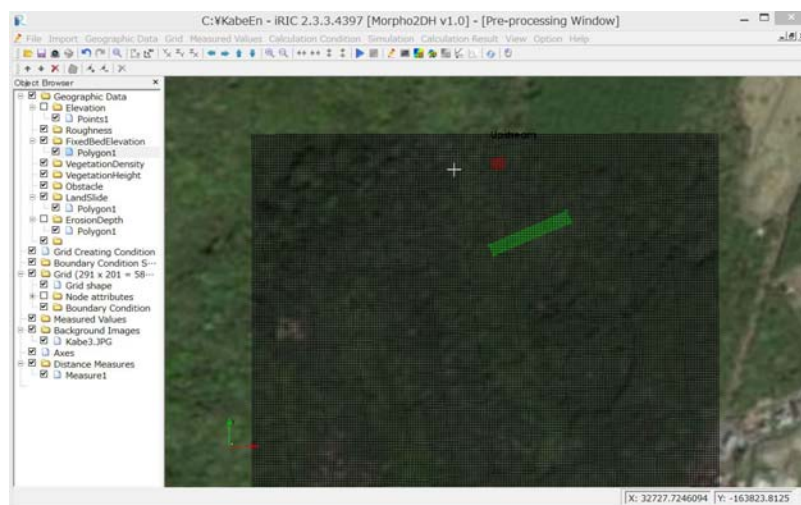 C:¥KabeEn - iRIC 2.3.3.4397 [Morpho2DH v1.0] - [Pre-processing Window]
File Import Geographic Data Grid Measured Values Calculation Condition Simulation Calculation Result View Option Help
Object Browser
Geographic Data
Elevation
Points1
Roughness
FixedBedElevation
Polygon1
VegetationDensity
VegetationHeight
Obstacle
LandSlide
Polygon1
ErosionDepth
Polygon1
Grid Creating Condition
Boundary Condition S···
Grid (291 x 201 = 58···
Grid shape
Node attributes
Boundary Condition
Measured Values
Background Images
Kabe3.JPG
Axes
Distance Measures
Measure1
Upstream
X: 32727.7246094 Y: -163823.8125